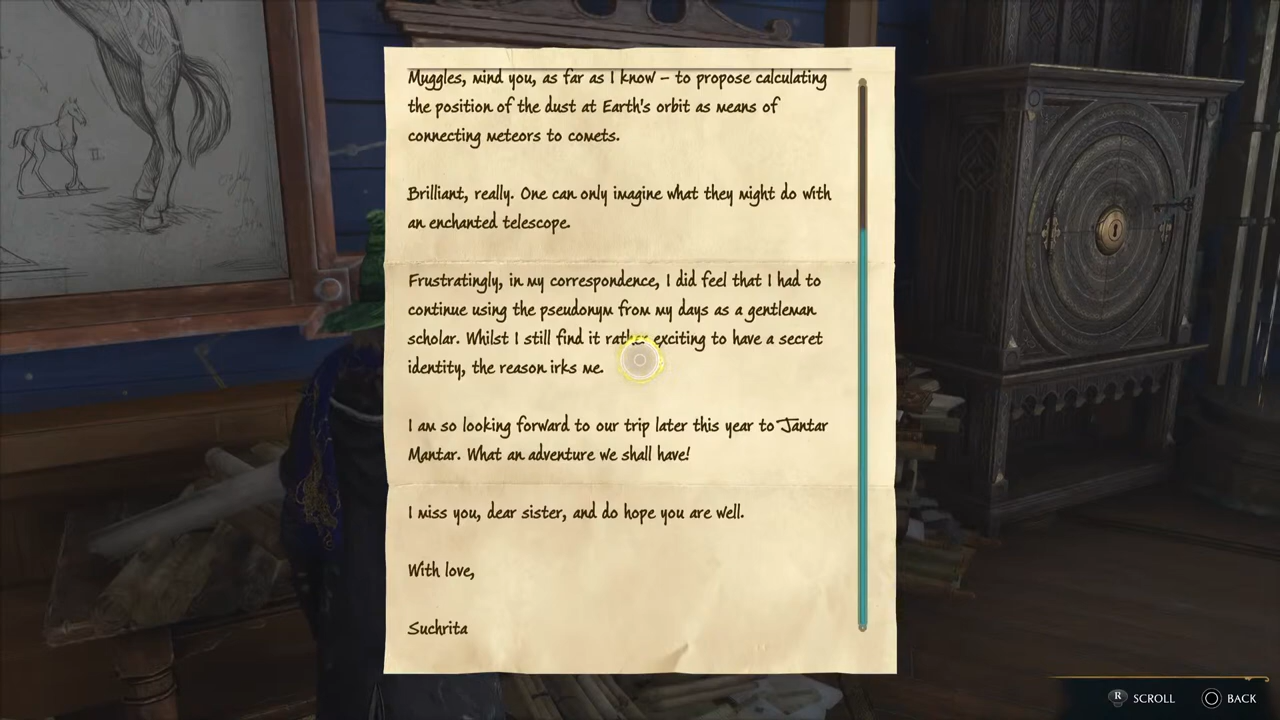 Muggles, mind you, as far as I know – to propose calculating
the position of the dust at Earth's orbit as means of
connecting meteors to comets.
Brilliant, really. One can only imagine what they might do with
an enchanted telescope.
Frustratingly, in my correspondence, I did feel that I had to
continue using the pseudonym from my days as a gentleman
scholar. Whilst I still find it rather exciting to have a secret
identity, the reason irks me.
I am so looking forward to our trip later this year to Jantar
Mantar. What an adventure we shall have!
I miss you, dear sister, and do hope you are well.
With love,
Suchrita
R SCROLL BACK